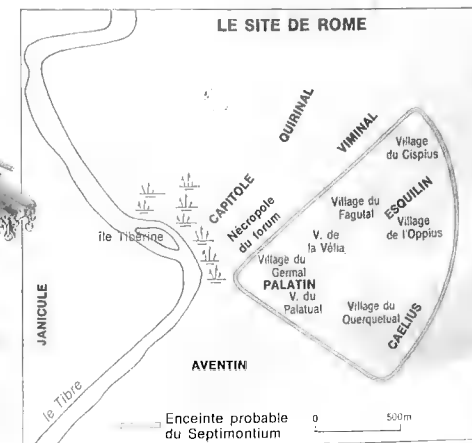 LE SITE DE ROME
QUIRINAL
VIMINAL
Village
du Cispius
CAPITOLE
Nécropole
du forum
Village du
Fagutal
ESQUILIN
Village
de l'Oppius
V. de
la Vélia
île Tibérine
Village du
Germal
PALATIN
V. du
Palatual
Village du
Querquetual
CAELIUS
JANICULE
AVENTIN
le Tibre
Enceinte probable
du Septimontium
0 500m